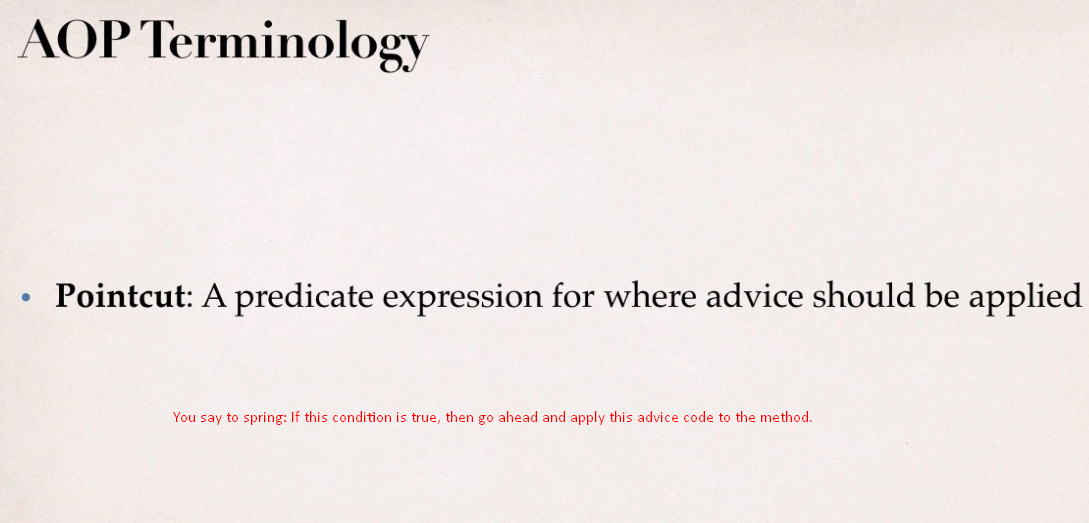 AOP Terminology
• Pointcut: A predicate expression for where advice should be applied
You say to spring: If this condition is true, then go ahead and apply this advice code to the method.